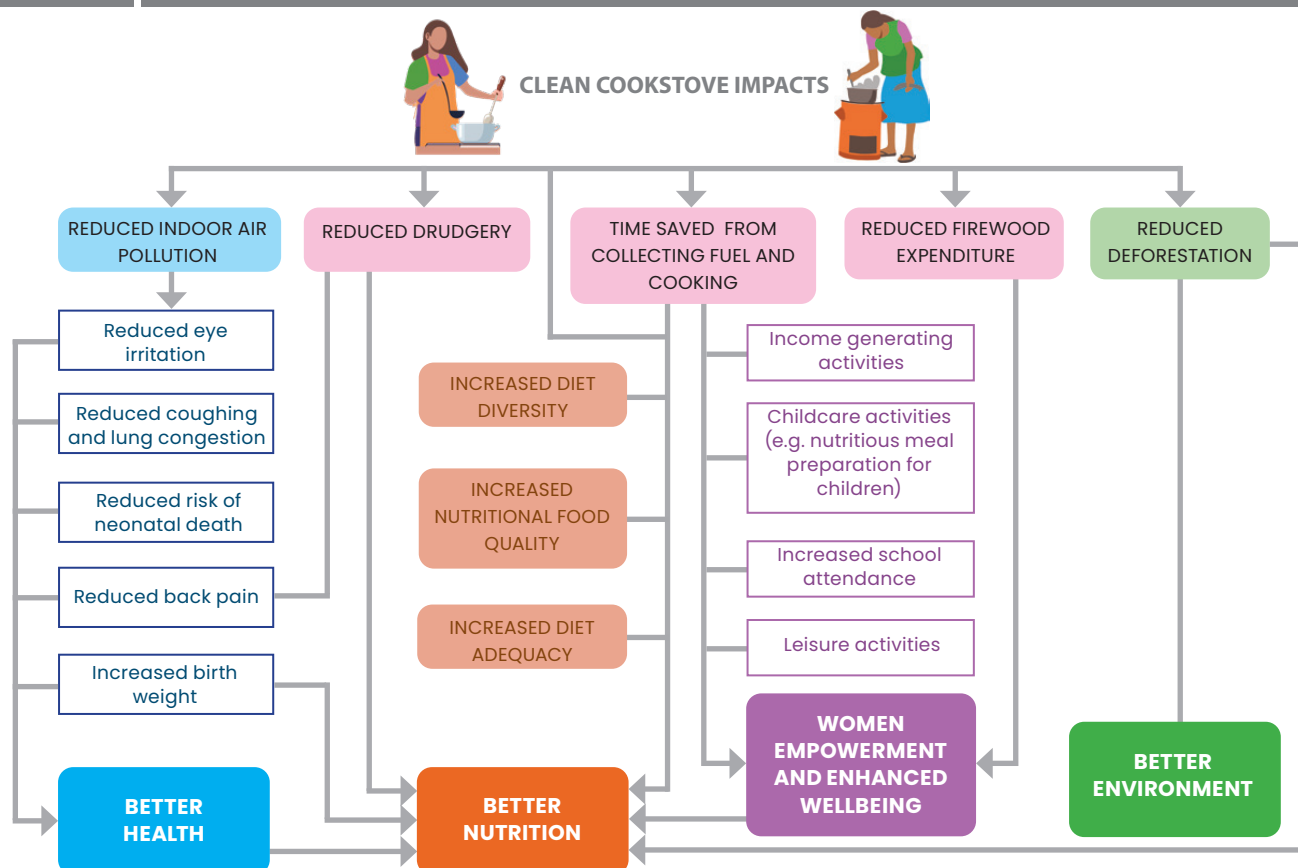 CLEAN COOKSTOVE IMPACTS
REDUCED INDOOR AIR
POLLUTION
REDUCED DRUDGERY
TIME SAVED FROM
COLLECTING FUEL AND
COOKING
REDUCED FIREWOOD
EXPENDITURE
REDUCED
DEFORESTATION
Reduced eye
irritation
Reduced coughing
and lung congestion
Reduced risk of
neonatal death
Reduced back pain
Increased birth
weight
INCREASED DIET
DIVERSITY
INCREASED
NUTRITIONAL FOOD
QUALITY
INCREASED DIET
ADEQUACY
Income generating
activities
Childcare activities
(e.g. nutritious meal
preparation for
children)
Increased school
attendance
Leisure activities
BETTER
HEALTH
BETTER
NUTRITION
WOMEN
EMPOWERMENT
AND ENHANCED
WELLBEING
BETTER
ENVIRONMENT